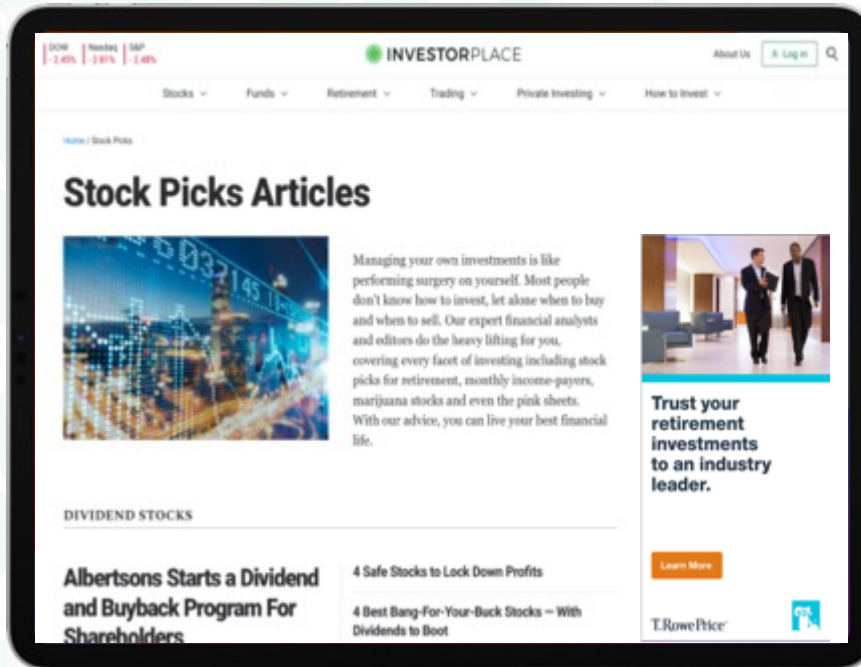 DOW Nasdaq S&P
-2.45% -2.81% -2.48%
INVESTORPLACE
About Us Log in
Stocks Funds Retirement Trading Private Investing How to Invest
Home / Stock Picks
Stock Picks Articles
Managing your own investments is like
performing surgery on yourself. Most people
don't know how to invest, let alone when to buy
and when to sell. Our expert financial analysts
and editors do the heavy lifting for you,
covering every facet of investing including stock
picks for retirement, monthly income-payers,
marijuana stocks and even the pink sheets.
With our advice, you can live your best financial
life.
DIVIDEND STOCKS
Albertsons Starts a Dividend
and Buyback Program For
Shareholders
4 Safe Stocks to Lock Down Profits
4 Best Bang-For-Your-Buck Stocks — With
Dividends to Boot
Trust your
retirement
investments
to an industry
leader.
Learn More
T.RowePrice